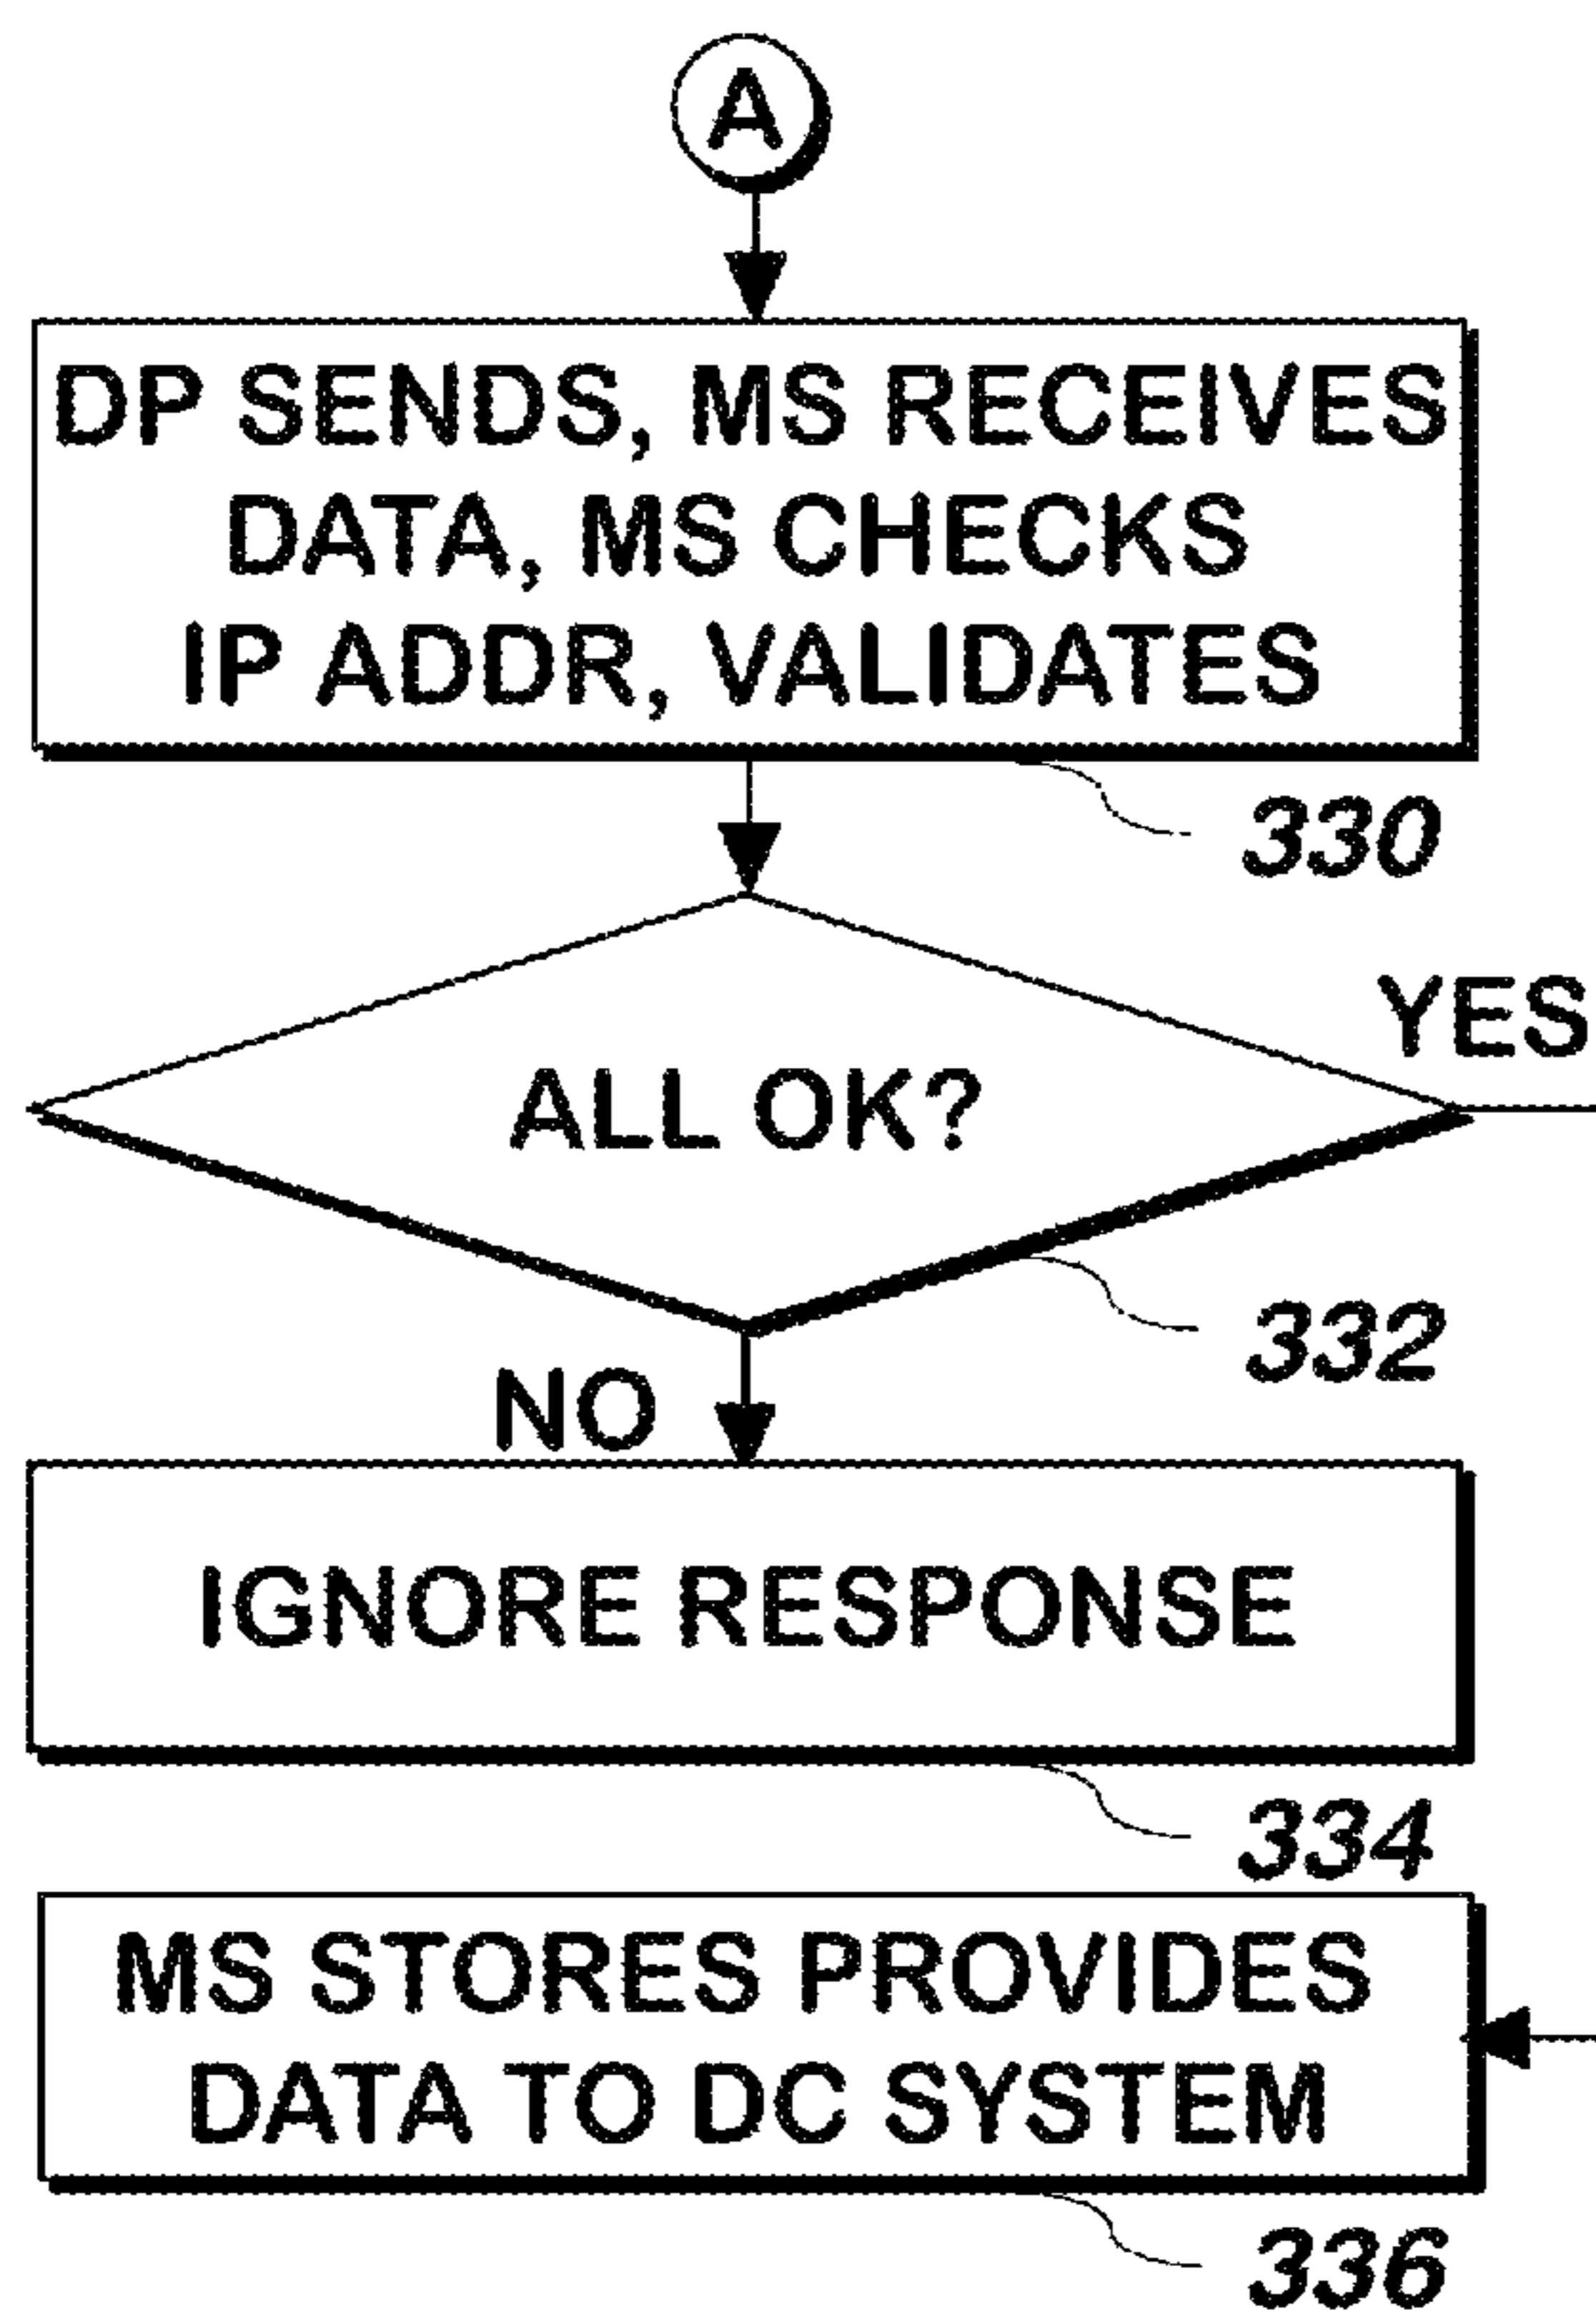 A
DP SENDS, MS RECEIVES
DATA, MS CHECKS
IP ADDR, VALIDATES
330
YES
ALL OK?
332
NO
IGNORE RESPONSE
334
MS STORES PROVIDES
DATA TO DC SYSTEM
336